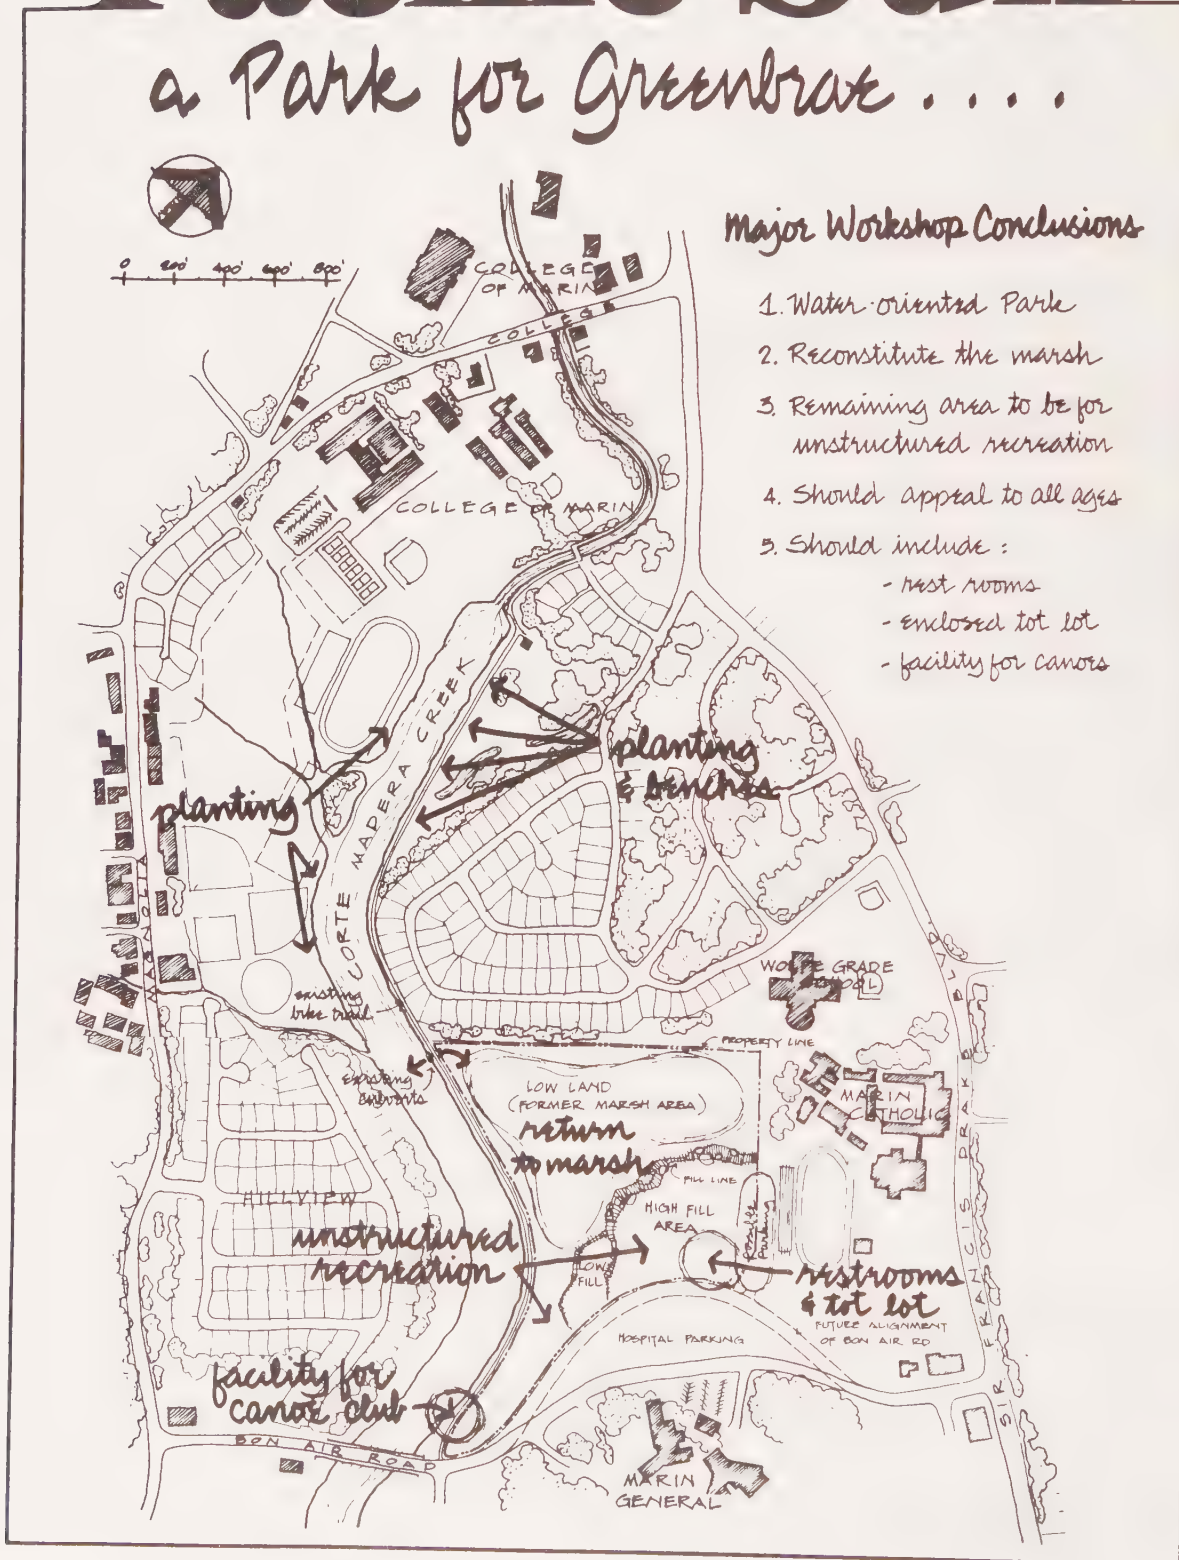 a Park for Greenbrae . . . .
Major Workshop Conclusions
0 200' 400' 600' 800'
1. Water-oriented Park
2. Reconstitute the marsh
3. Remaining area to be for
unstructured recreation
4. Should appeal to all ages
5. Should include :
- rest rooms
- enclosed tot lot
- facility for canoes
COLLEGE
OF MARIN
COLLEGE
COLLEGE OF MARIN
CORTE MADERA CREEK
planting
& benches
planting
MAGNOLIA
WOLFE GRADE
SCHOOL
existing
bike trail
PROPERTY LINE
existing
culverts
LOW LAND
(FORMER MARSH AREA)
return
to marsh
MARIN
CATHOLIC
FILL LINE
HIGH FILL
AREA
Possible
Parking
HILLVIEW
unstructured
recreation
LOW
FILL
restrooms
& tot lot
FUTURE ALIGNMENT
OF BON AIR RD
HOSPITAL PARKING
SIR FRANCIS DRAKE BLVD
facility for
canoe club
BON AIR ROAD
MARIN
GENERAL